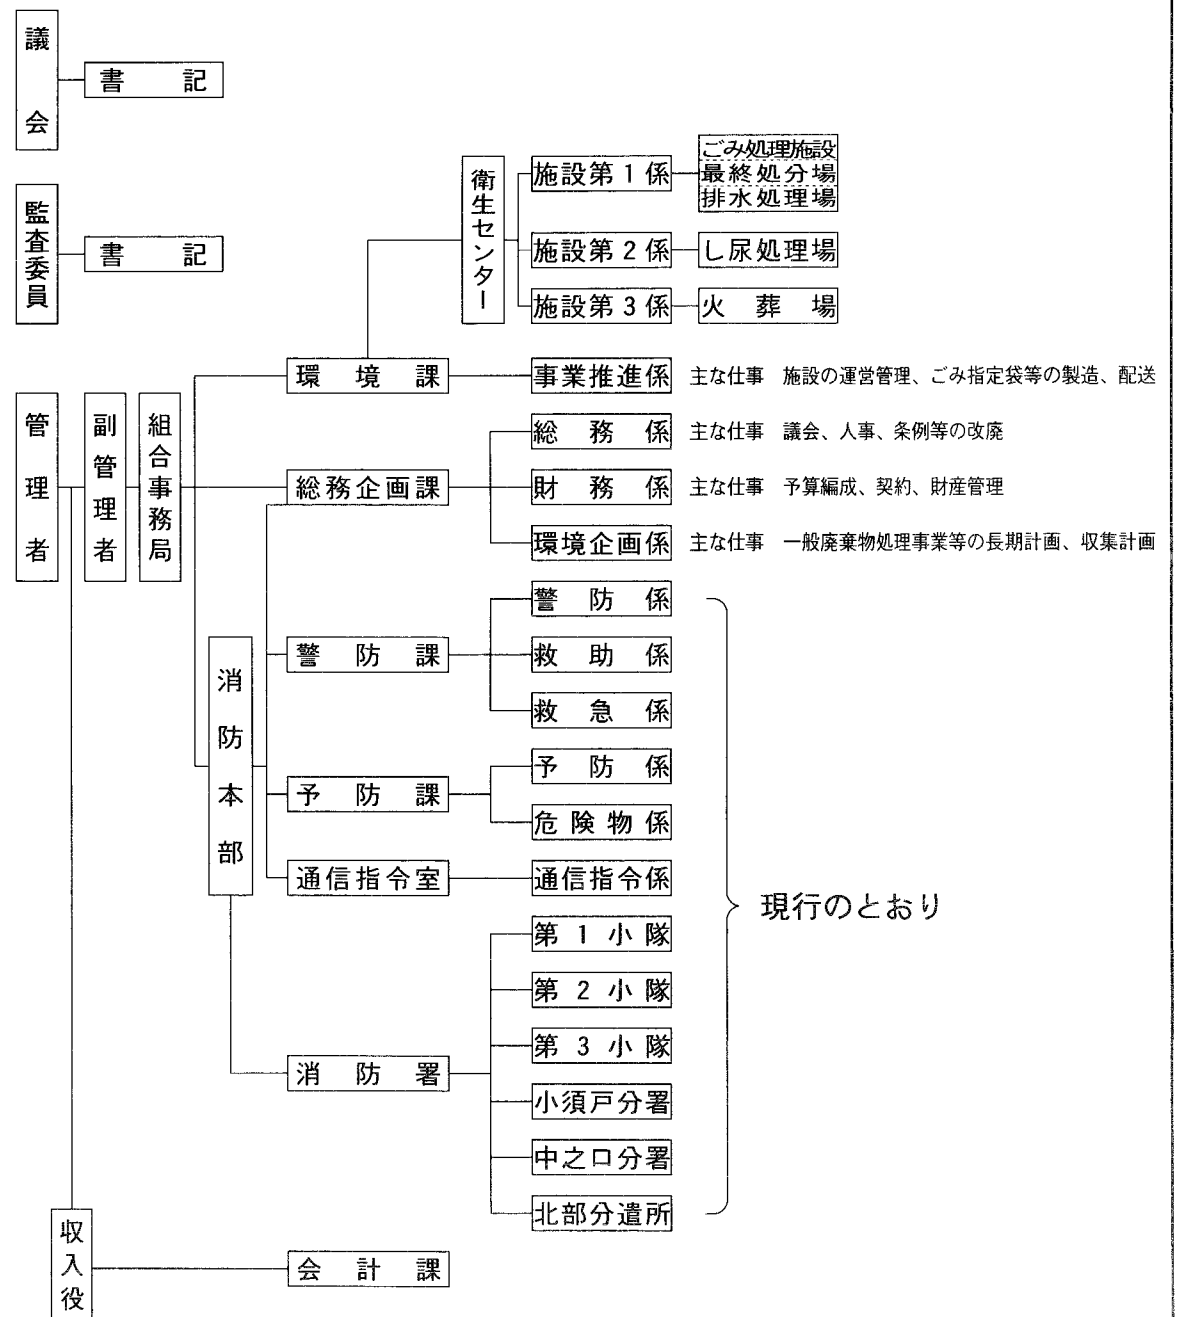 議会
書記
監査委員
書記
衛生センター
施設第1係
ごみ処理施設
最終処分場
排水処理場
施設第2係
し尿処理場
施設第3係
火葬場
環境課
事業推進係
主な仕事 施設の運営管理、ごみ指定袋等の製造、配送
管理者
副管理者
組合事務局
総務係
主な仕事 議会、人事、条例等の改廃
総務企画課
財務係
主な仕事 予算編成、契約、財産管理
環境企画係
主な仕事 一般廃棄物処理事業等の長期計画、収集計画
消防本部
警防課
警防係
救助係
救急係
予防課
予防係
危険物係
通信指令室
通信指令係
現行のとおり
消防署
第1小隊
第2小隊
第3小隊
小須戸分署
中之口分署
北部分遣所
収入役
会計課